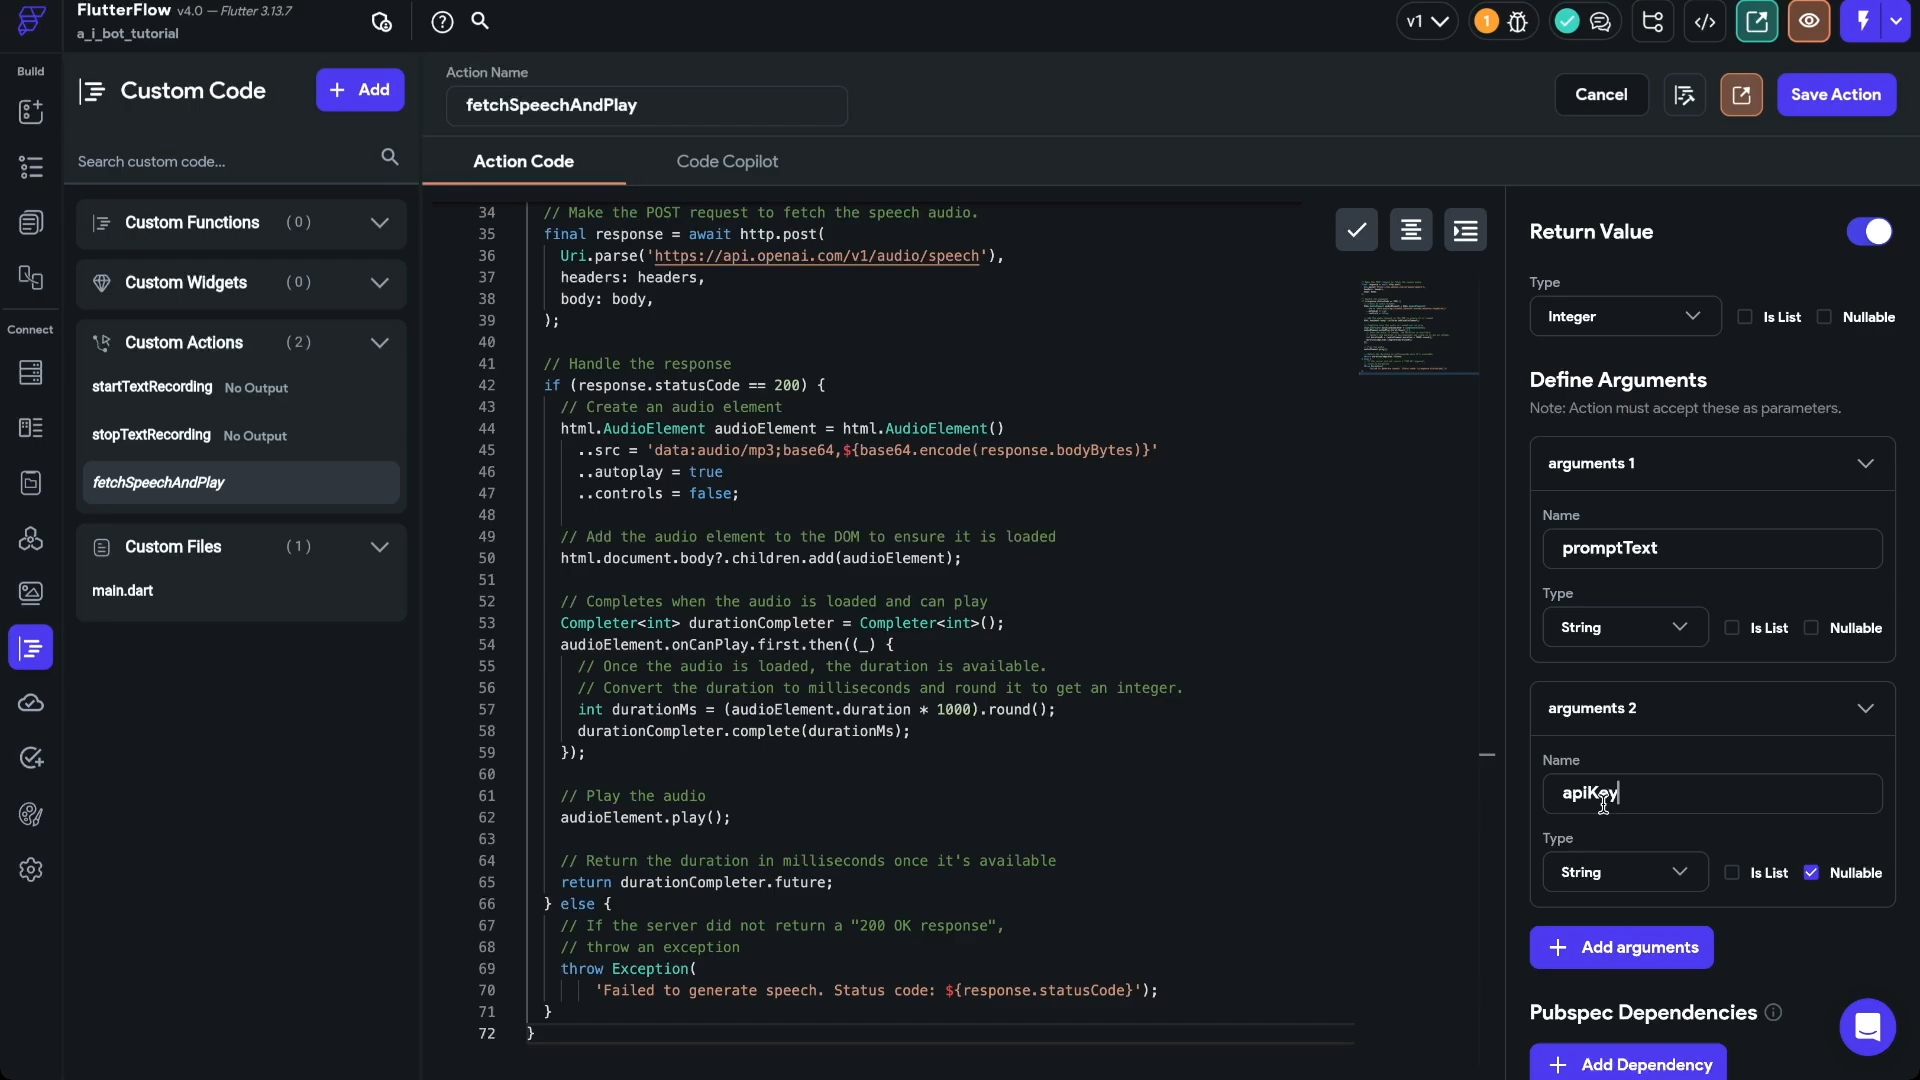 FlutterFlow v4.0 — Flutter 3.13.7
a_i_bot_tutorial
v1
1
Build
Connect
Custom Code
Add
Search custom code...
Custom Functions (0)
Custom Widgets (0)
Custom Actions (2)
startTextRecording No Output
stopTextRecording No Output
fetchSpeechAndPlay
Custom Files (1)
main.dart
Action Name
fetchSpeechAndPlay
Cancel
Save Action
Action Code
Code Copilot
34 // Make the POST request to fetch the speech audio.
35 final response = await http.post(
36 Uri.parse('https://api.openai.com/v1/audio/speech'),
37 headers: headers,
38 body: body,
39 );
40
41 // Handle the response
42 if (response.statusCode == 200) {
43 // Create an audio element
44 html.AudioElement audioElement = html.AudioElement()
45 ..src = 'data:audio/mp3;base64,${base64.encode(response.bodyBytes)}'
46 ..autoplay = true
47 ..controls = false;
48
49 // Add the audio element to the DOM to ensure it is loaded
50 html.document.body?.children.add(audioElement);
51
52 // Completes when the audio is loaded and can play
53 Completer<int> durationCompleter = Completer<int>();
54 audioElement.onCanPlay.first.then((_) {
55 // Once the audio is loaded, the duration is available.
56 // Convert the duration to milliseconds and round it to get an integer.
57 int durationMs = (audioElement.duration * 1000).round();
58 durationCompleter.complete(durationMs);
59 });
60
61 // Play the audio
62 audioElement.play();
63
64 // Return the duration in milliseconds once it's available
65 return durationCompleter.future;
66 } else {
67 // If the server did not return a "200 OK response",
68 // throw an exception
69 throw Exception(
70 'Failed to generate speech. Status code: ${response.statusCode}');
71 }
72 }
Return Value
Type
Integer
Is List
Nullable
Define Arguments
Note: Action must accept these as parameters.
arguments 1
Name
promptText
Type
String
Is List
Nullable
arguments 2
Name
apiKey
Type
String
Is List
Nullable
Add arguments
Pubspec Dependencies
Add Dependency